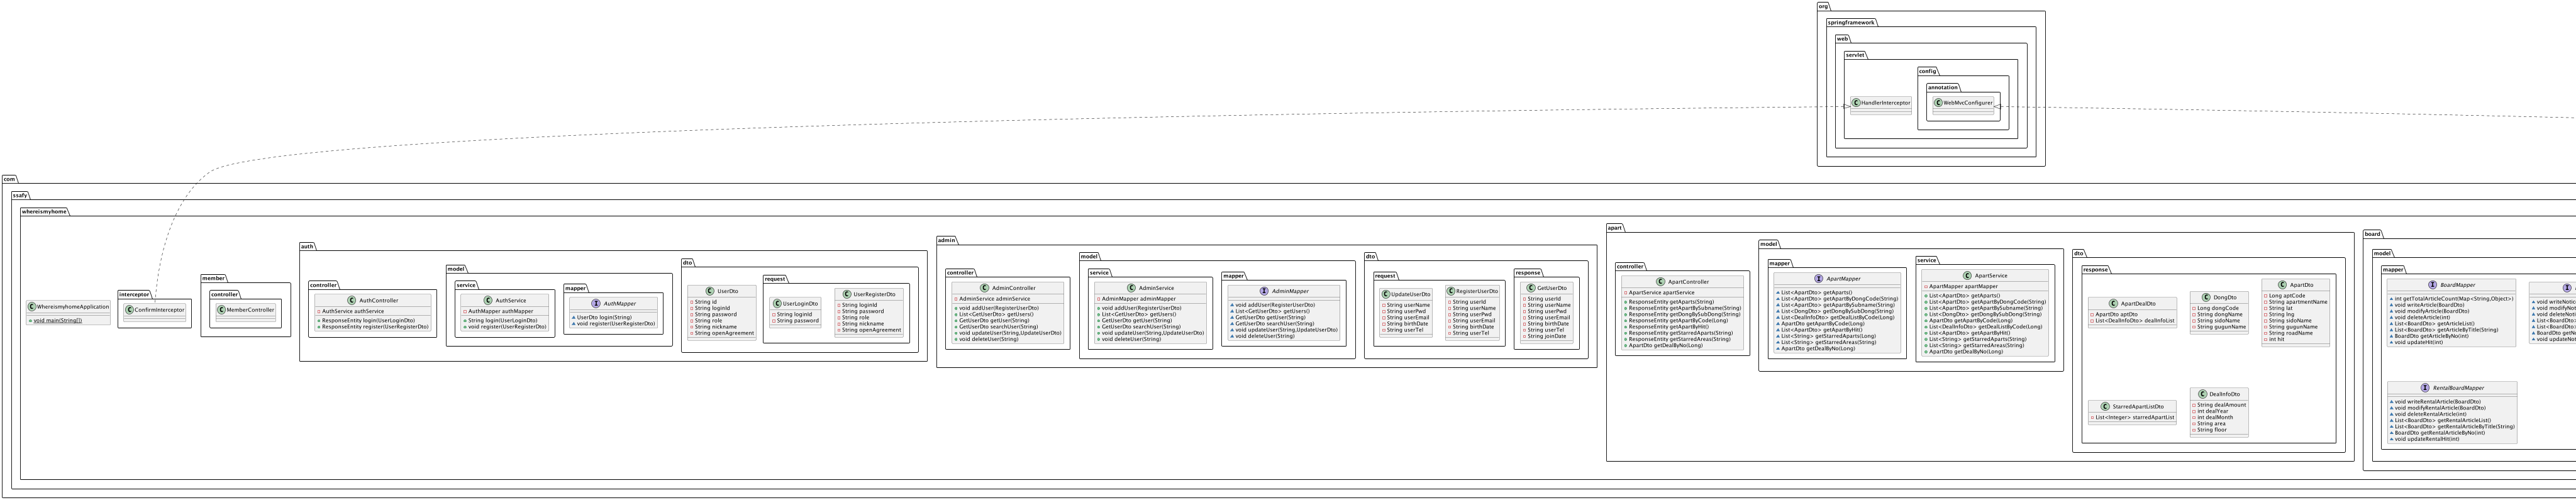 org
springframework
web
servlet
config
annotation
C HandlerInterceptor
C WebMvcConfigurer
com
ssafy
whereismyhome
C WhereismyhomeApplication
void main(String[])
interceptor
C ConfirmInterceptor
member
controller
C MemberController
auth
controller
C AuthController
AuthService authService
ResponseEntity login(UserLoginDto)
ResponseEntity register(UserRegisterDto)
model
service
C AuthService
AuthMapper authMapper
String login(UserLoginDto)
void register(UserRegisterDto)
mapper
I AuthMapper
UserDto login(String)
void register(UserRegisterDto)
dto
C UserDto
String id
String loginId
String password
String role
String nickname
String openAgreement
request
C UserLoginDto
String loginId
String password
C UserRegisterDto
String loginId
String password
String role
String nickname
String openAgreement
admin
controller
C AdminController
AdminService adminService
void addUser(RegisterUserDto)
List<GetUserDto> getUsers()
GetUserDto getUser(String)
GetUserDto searchUser(String)
void updateUser(String,UpdateUserDto)
void deleteUser(String)
model
service
C AdminService
AdminMapper adminMapper
void addUser(RegisterUserDto)
List<GetUserDto> getUsers()
GetUserDto getUser(String)
GetUserDto searchUser(String)
void updateUser(String,UpdateUserDto)
void deleteUser(String)
mapper
I AdminMapper
void addUser(RegisterUserDto)
List<GetUserDto> getUsers()
GetUserDto getUser(String)
GetUserDto searchUser(String)
void updateUser(String,UpdateUserDto)
void deleteUser(String)
dto
request
C UpdateUserDto
String userName
String userPwd
String userEmail
String birthDate
String userTel
C RegisterUserDto
String userId
String userName
String userPwd
String userEmail
String birthDate
String userTel
response
C GetUserDto
String userId
String userName
String userPwd
String userEmail
String birthDate
String userTel
String joinDate
apart
controller
C ApartController
ApartService apartService
ResponseEntity getAparts(String)
ResponseEntity getApartBySubname(String)
ResponseEntity getDongBySubDong(String)
ResponseEntity getApartByCode(Long)
ResponseEntity getApartByHit()
ResponseEntity getStarredAparts(String)
ResponseEntity getStarredAreas(String)
ApartDto getDealByNo(Long)
model
mapper
I ApartMapper
List<ApartDto> getAparts()
List<ApartDto> getApartByDongCode(String)
List<ApartDto> getApartBySubname(String)
List<DongDto> getDongBySubDong(String)
List<DealInfoDto> getDealListByCode(Long)
ApartDto getApartByCode(Long)
List<ApartDto> getApartByHit()
List<String> getStarredAparts(String)
List<String> getStarredAreas(String)
ApartDto getDealByNo(Long)
service
C ApartService
ApartMapper apartMapper
List<ApartDto> getAparts()
List<ApartDto> getApartByDongCode(String)
List<ApartDto> getApartBySubname(String)
List<DongDto> getDongBySubDong(String)
ApartDto getApartByCode(Long)
List<DealInfoDto> getDealListByCode(Long)
List<ApartDto> getApartByHit()
List<String> getStarredAparts(String)
List<String> getStarredAreas(String)
ApartDto getDealByNo(Long)
dto
response
C ApartDealDto
ApartDto aptDto
List<DealInfoDto> dealInfoList
C DongDto
Long dongCode
String dongName
String sidoName
String gugunName
C ApartDto
Long aptCode
String apartmentName
String lat
String lng
String sidoName
String gugunName
String roadName
int hit
C StarredApartListDto
List<Integer> starredApartList
C DealInfoDto
String dealAmount
int dealYear
int dealMonth
String area
String floor
board
model
mapper
I BoardMapper
int getTotalArticleCount(Map<String,Object>)
void writeArticle(BoardDto)
void modifyArticle(BoardDto)
void deleteArticle(int)
List<BoardDto> getArticleList()
List<BoardDto> getArticleByTitle(String)
BoardDto getArticleByNo(int)
void updateHit(int)
I
void writeNotic
void modifyNot
void deleteNoti
List<BoardDto>
List<BoardDto>
BoardDto getNo
void updateNot
I RentalBoardMapper
void writeRentalArticle(BoardDto)
void modifyRentalArticle(BoardDto)
void deleteRentalArticle(int)
List<BoardDto> getRentalArticleList()
List<BoardDto> getRentalArticleByTitle(String)
BoardDto getRentalArticleByNo(int)
void updateRentalHit(int)